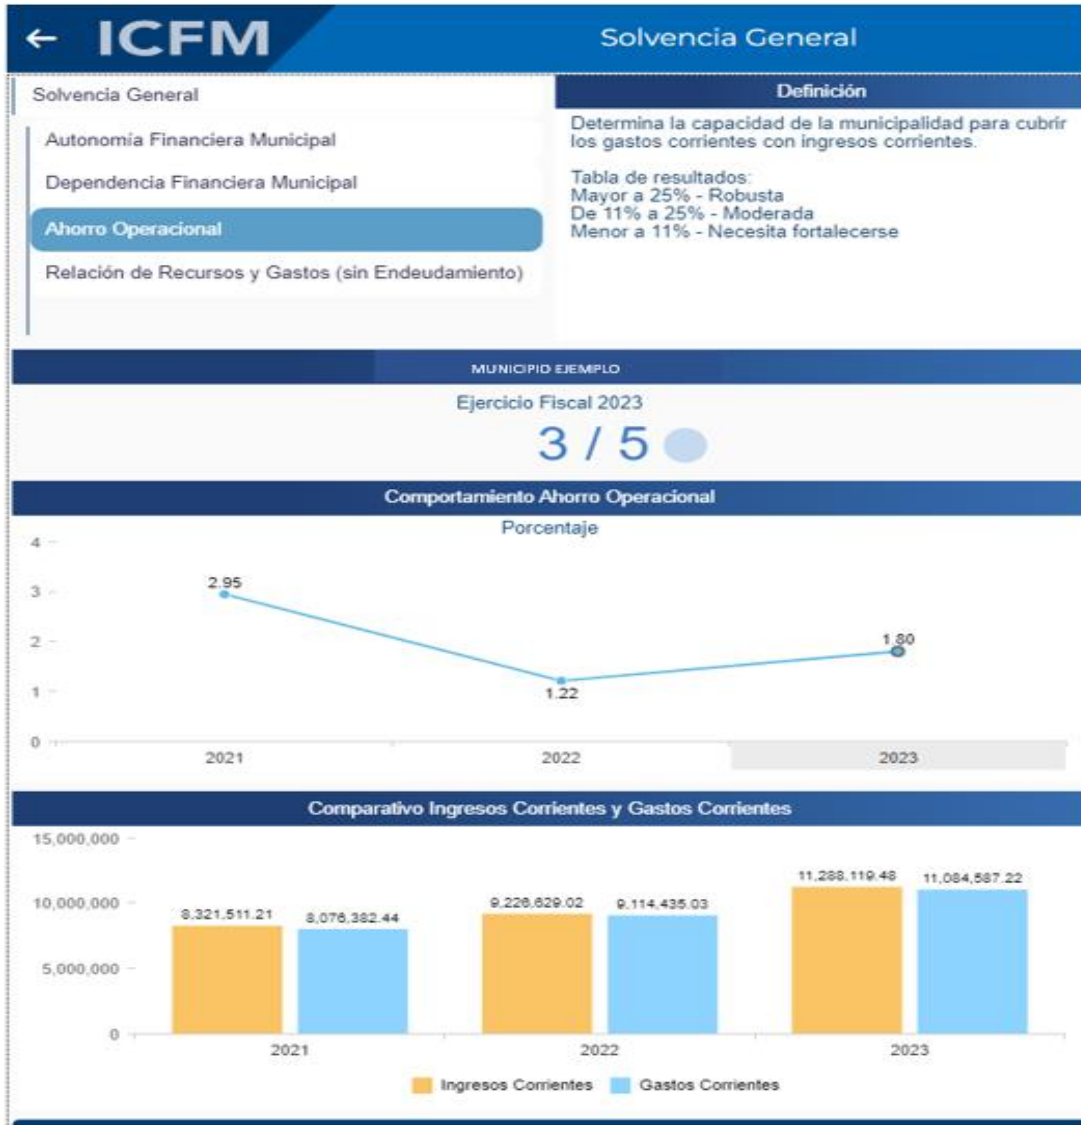 ← ICFM
Solvencia General
Solvencia General
Autonomía Financiera Municipal
Dependencia Financiera Municipal
Ahorro Operacional
Relación de Recursos y Gastos (sin Endeudamiento)
Definición
Determina la capacidad de la municipalidad para cubrir
los gastos corrientes con ingresos corrientes.
Tabla de resultados:
Mayor a 25% - Robusta
De 11% a 25% - Moderada
Menor a 11% - Necesita fortalecerse
MUNICIPIO EJEMPLO
Ejercicio Fiscal 2023
3 / 5
Comportamiento Ahorro Operacional
Porcentaje
4
3
2
1
0
2.95
1.22
1.80
2021 2022 2023
Comparativo Ingresos Corrientes y Gastos Corrientes
15,000,000
10,000,000
5,000,000
0
8,321,511.21 8,076,382.44 9,226,629.02 9,114,435.03 11,288,119.48 11,084,587.22
2021 2022 2023
Ingresos Corrientes Gastos Corrientes